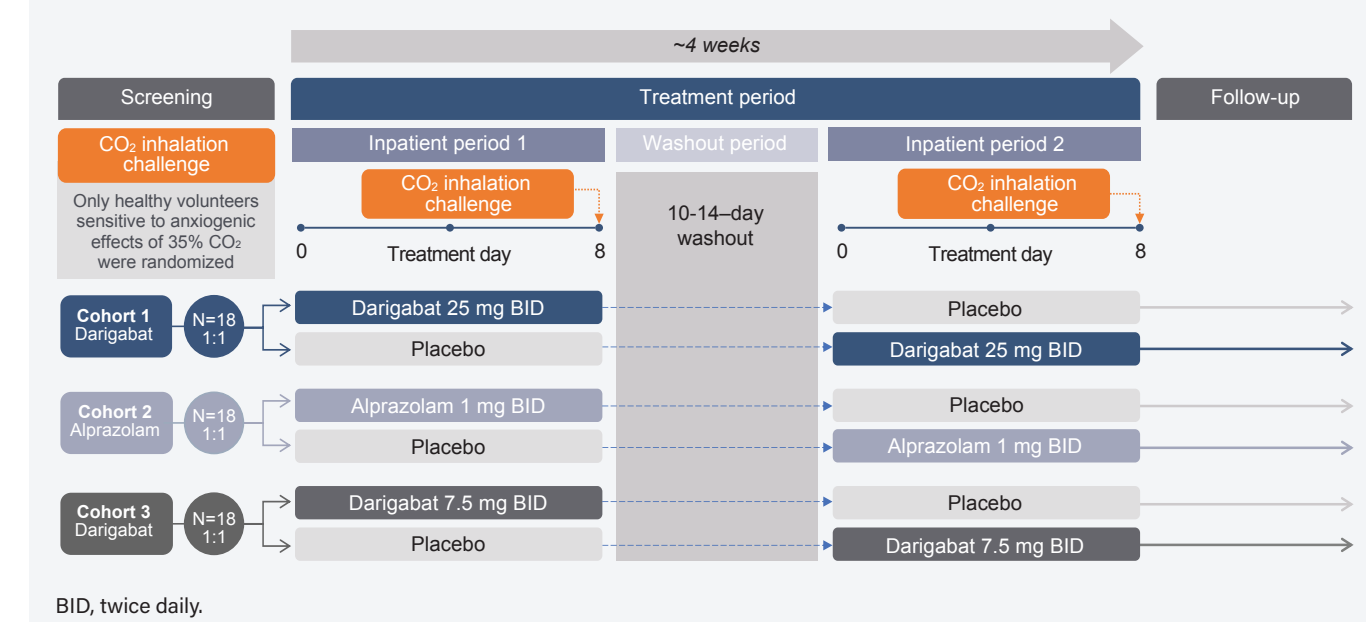 ~4 weeks
Screening
Treatment period
Follow-up
CO₂ inhalation
challenge
Only healthy volunteers
sensitive to anxiogenic
effects of 35% CO₂
were randomized
Inpatient period 1
Washout period
Inpatient period 2
CO₂ inhalation
challenge
0
Treatment day
8
10-14–day
washout
CO₂ inhalation
challenge
0
Treatment day
8
Cohort 1
Darigabat
N=18
1:1
Darigabat 25 mg BID
Placebo
Placebo
Darigabat 25 mg BID
Cohort 2
Alprazolam
N=18
1:1
Alprazolam 1 mg BID
Placebo
Placebo
Alprazolam 1 mg BID
Cohort 3
Darigabat
N=18
1:1
Darigabat 7.5 mg BID
Placebo
Placebo
Darigabat 7.5 mg BID
BID, twice daily.